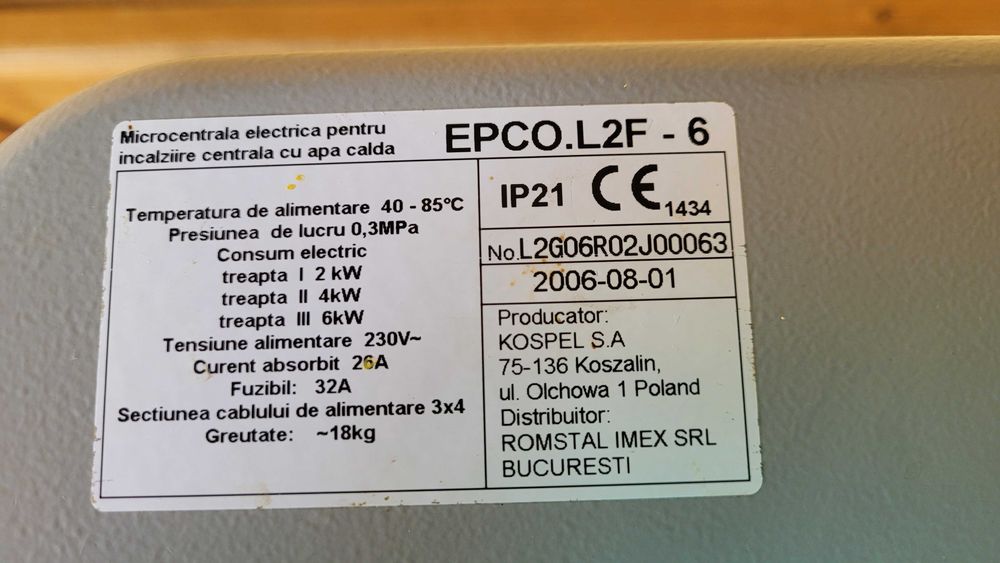 Microcentrala electrica pentru
incalziire centrala cu apa calda
EPCO.L2F - 6
Temperatura de alimentare 40 - 85°C
Presiunea de lucru 0,3MPa
Consum electric
treapta I 2 kW
treapta II 4kW
treapta III 6kW
Tensiune alimentare 230V~
Curent absorbit 26A
Fuzibil: 32A
Sectiunea cablului de alimentare 3x4
Greutate: ~18kg
IP21 CE 1434
No.L2G06R02J00063
2006-08-01
Producator:
KOSPEL S.A
75-136 Koszalin,
ul. Olchowa 1 Poland
Distribuitor:
ROMSTAL IMEX SRL
BUCURESTI